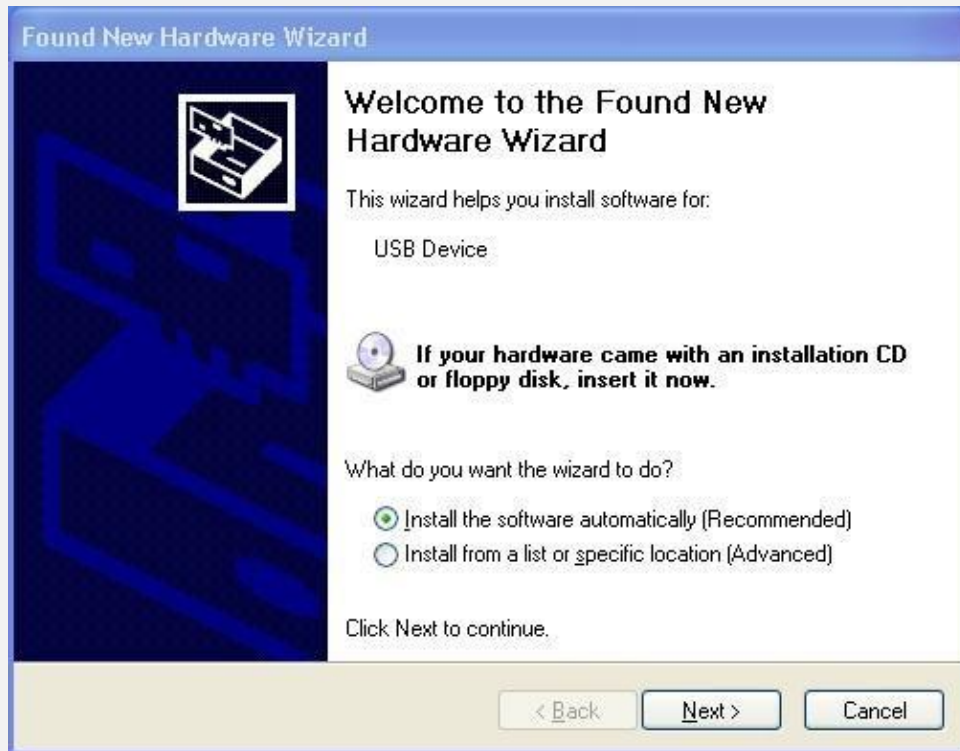 Found New Hardware Wizard
Welcome to the Found New
Hardware Wizard
This wizard helps you install software for:
USB Device
If your hardware came with an installation CD
or floppy disk, insert it now.
What do you want the wizard to do?
Install the software automatically (Recommended)
Install from a list or specific location (Advanced)
Click Next to continue.
< Back Next > Cancel